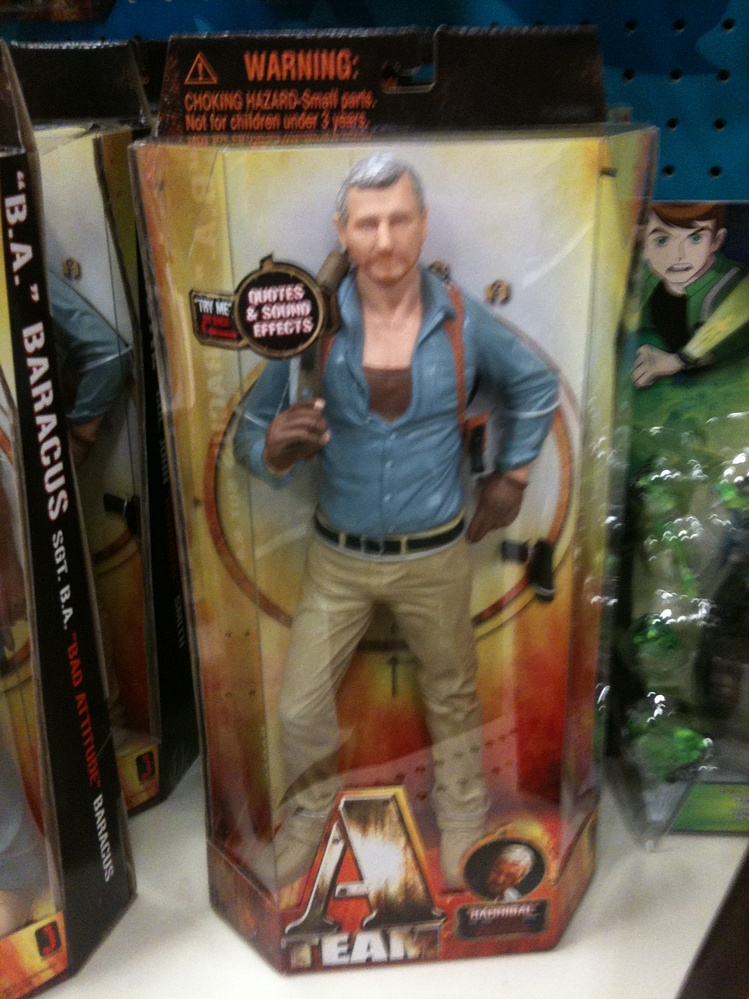 WARNING:
CHOKING HAZARD-Small parts.
Not for children under 3 years.
"TRY ME"
QUOTES
& SOUND
EFFECTS
"B.A." BARACUS SGT. B.A. "BAD ATTITUDE" BARACUS
SMITH
A
TEAM
HANNIBAL